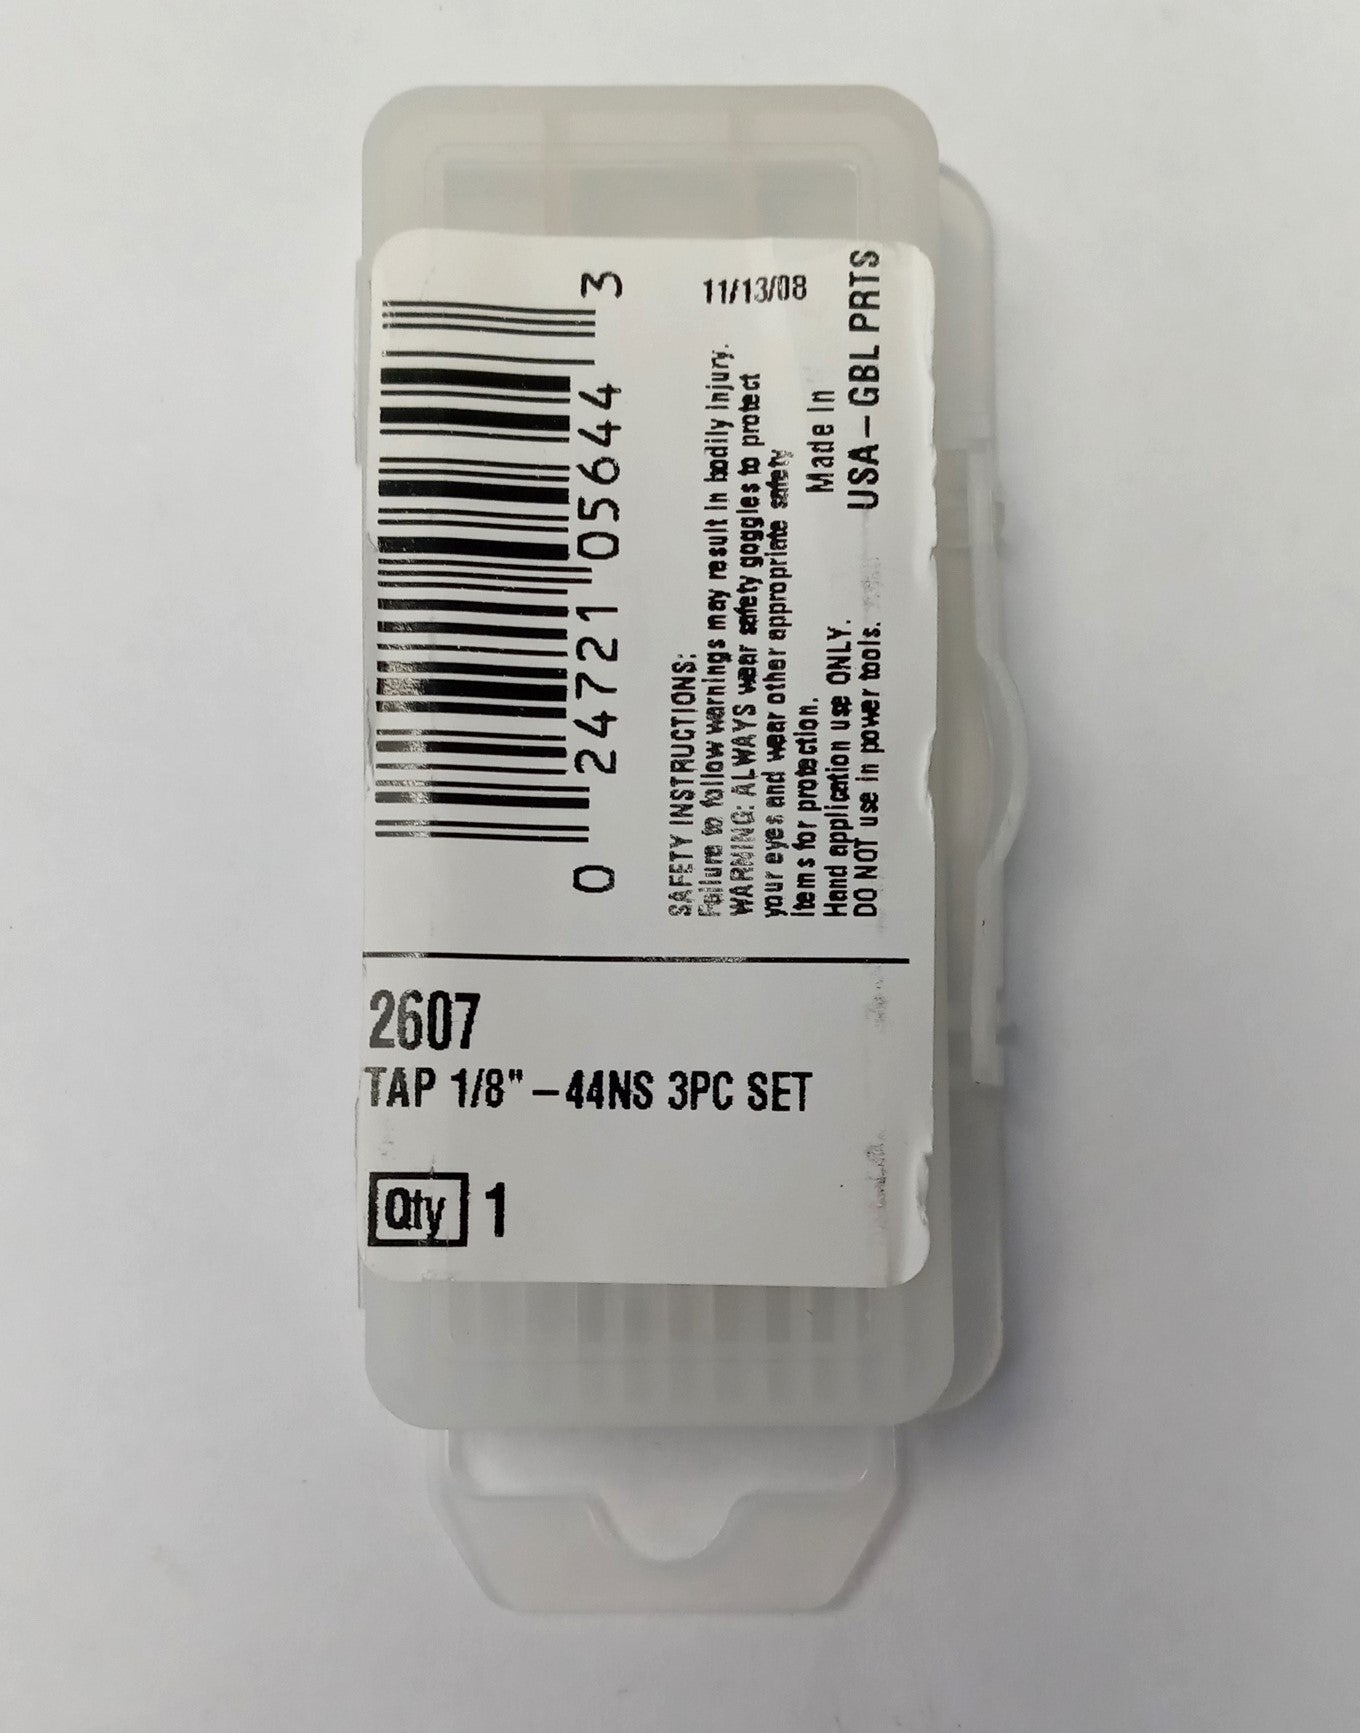 0 24721 05644 3
11/13/08
SAFETY INSTRUCTIONS:
Failure to follow warnings may result in bodily injury.
WARNING: ALWAYS wear safety goggles to protect
your eyes and wear other appropriate safety
items for protection.
Hand application use ONLY.
DO NOT use in power tools.
Made In
USA-GBL PRTS
2607
TAP 1/8" -44NS 3PC SET
Qty 1